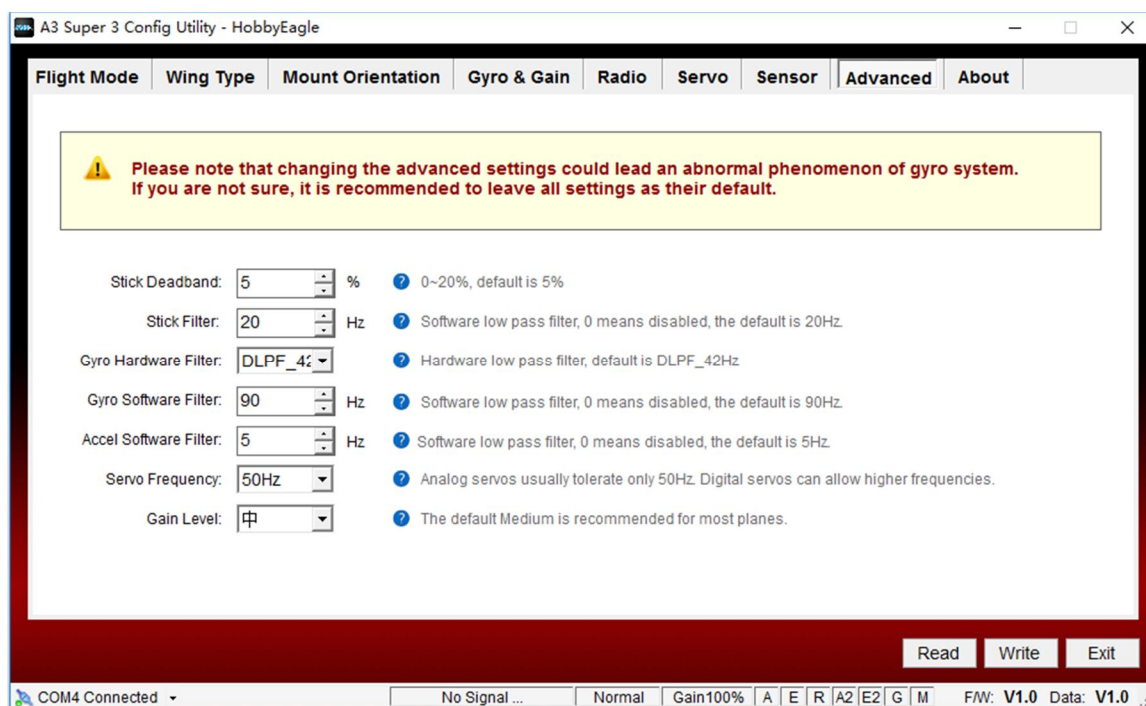 A3 Super 3 Config Utility - HobbyEagle
Flight Mode Wing Type Mount Orientation Gyro & Gain Radio Servo Sensor Advanced About
Please note that changing the advanced settings could lead an abnormal phenomenon of gyro system.
If you are not sure, it is recommended to leave all settings as their default.
Stick Deadband: 5 % ? 0~20%, default is 5%
Stick Filter: 20 Hz ? Software low pass filter, 0 means disabled, the default is 20Hz.
Gyro Hardware Filter: DLPF_42 ? Hardware low pass filter, default is DLPF_42Hz
Gyro Software Filter: 90 Hz ? Software low pass filter, 0 means disabled, the default is 90Hz.
Accel Software Filter: 5 Hz ? Software low pass filter, 0 means disabled, the default is 5Hz.
Servo Frequency: 50Hz ? Analog servos usually tolerate only 50Hz. Digital servos can allow higher frequencies.
Gain Level: 中 ? The default Medium is recommended for most planes.
Read Write Exit
COM4 Connected No Signal ... Normal Gain100% A E R A2 E2 G M F/W: V1.0 Data: V1.0